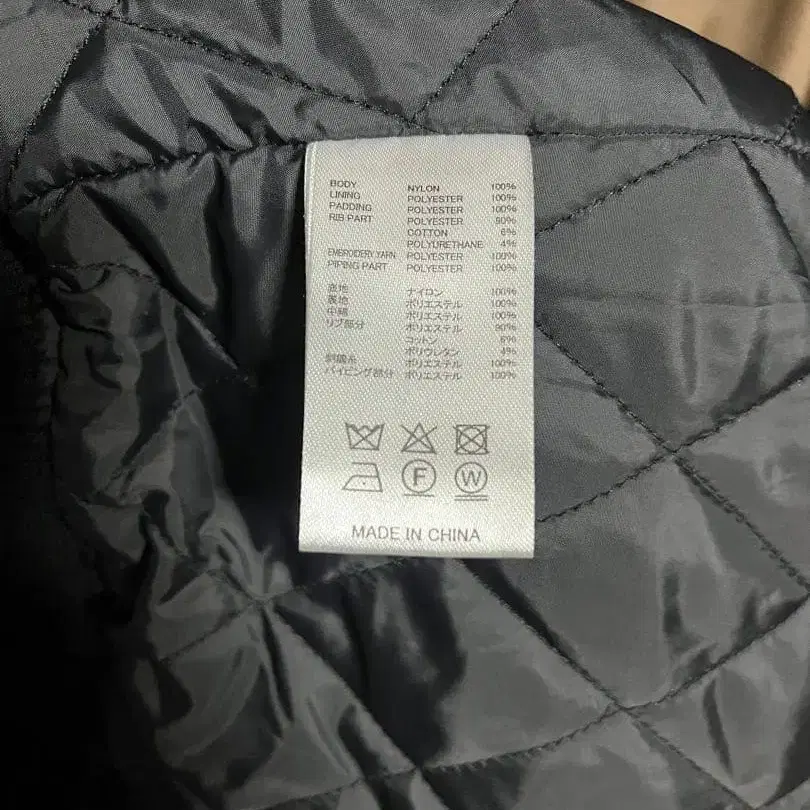 BODY NYLON 100%
LINING POLYESTER 100%
PADDING POLYESTER 100%
RIB PART POLYESTER 90%
COTTON 6%
POLYURETHANE 4%
EMBROIDERY YARN POLYESTER 100%
PIPING PART POLYESTER 100%
表地 ナイロン 100%
裏地 ポリエステル 100%
中綿 ポリエステル 100%
リブ部分 ポリエステル 90%
コットン 6%
ポリウレタン 4%
刺繍糸 ポリエステル 100%
パイピング部分 ポリエステル 100%
F
W
MADE IN CHINA